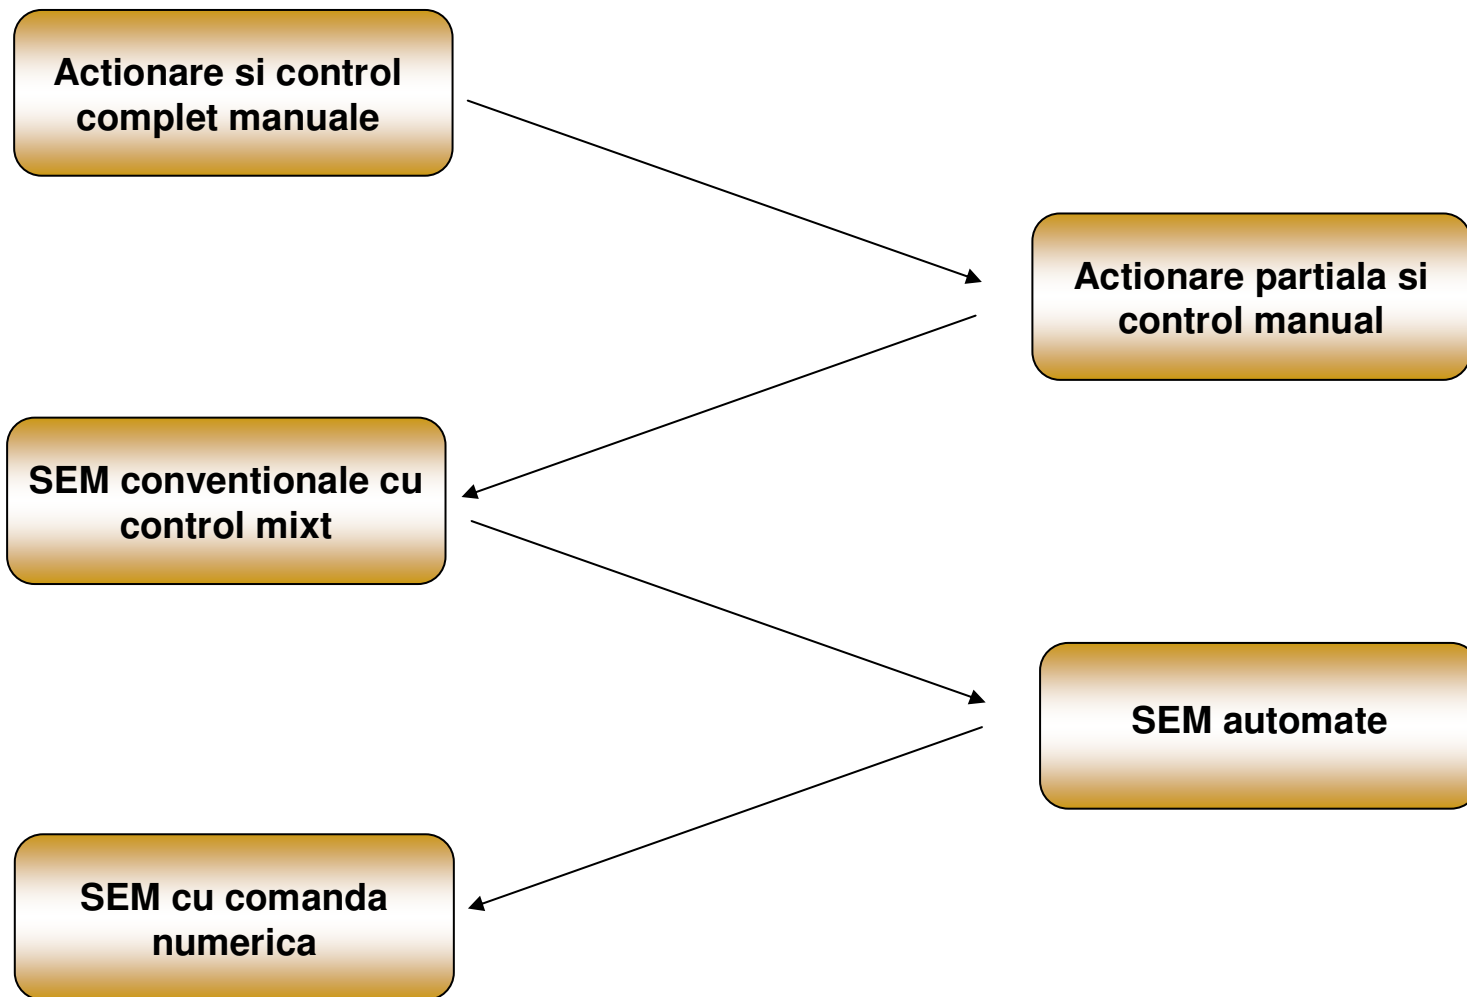 Actionare si control
complet manuale
Actionare partiala si
control manual
SEM conventionale cu
control mixt
SEM automate
SEM cu comanda
numerica